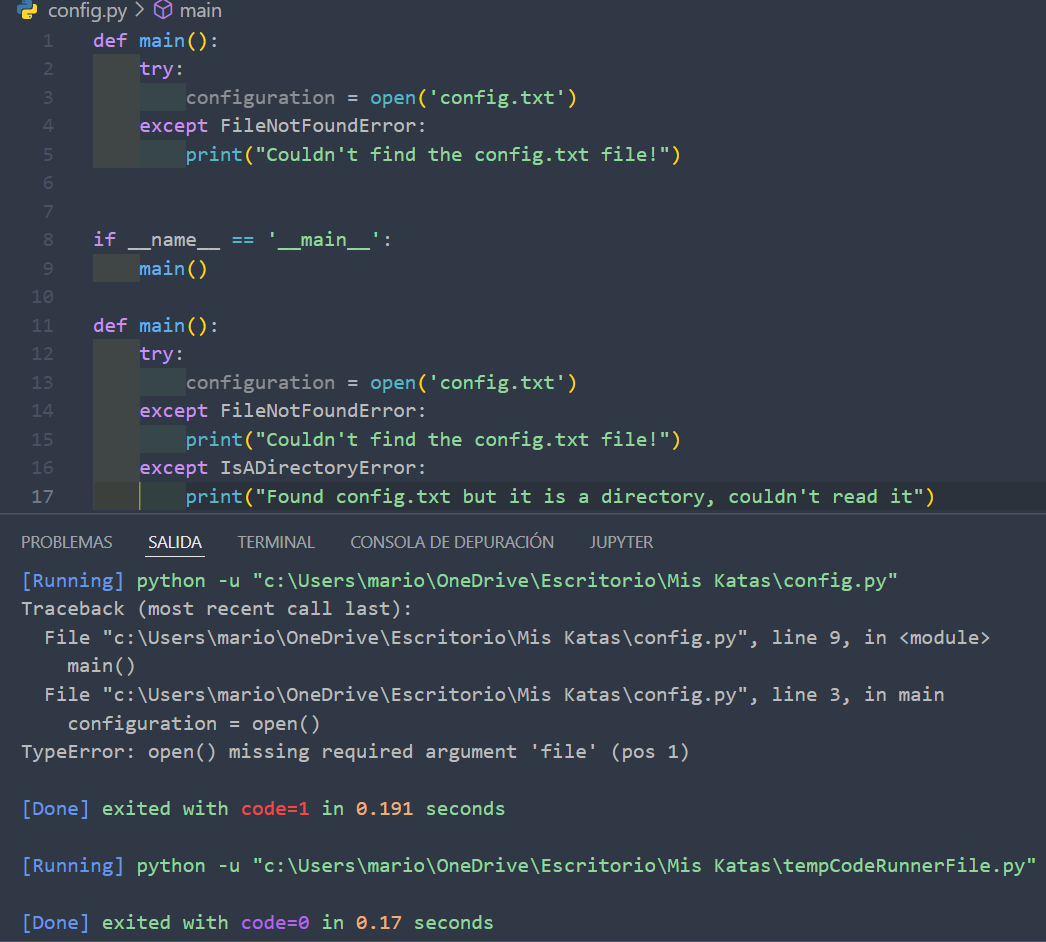 config.py > main
1 def main():
2 try:
3 configuration = open('config.txt')
4 except FileNotFoundError:
5 print("Couldn't find the config.txt file!")
6
7
8 if __name__ == '__main__':
9 main()
10
11 def main():
12 try:
13 configuration = open('config.txt')
14 except FileNotFoundError:
15 print("Couldn't find the config.txt file!")
16 except IsADirectoryError:
17 print("Found config.txt but it is a directory, couldn't read it")
PROBLEMAS SALIDA TERMINAL CONSOLA DE DEPURACIÓN JUPYTER
[Running] python -u "c:\Users\mario\OneDrive\Escritorio\Mis Katas\config.py"
Traceback (most recent call last):
File "c:\Users\mario\OneDrive\Escritorio\Mis Katas\config.py", line 9, in <module>
main()
File "c:\Users\mario\OneDrive\Escritorio\Mis Katas\config.py", line 3, in main
configuration = open()
TypeError: open() missing required argument 'file' (pos 1)
[Done] exited with code=1 in 0.191 seconds
[Running] python -u "c:\Users\mario\OneDrive\Escritorio\Mis Katas\tempCodeRunnerFile.py"
[Done] exited with code=0 in 0.17 seconds